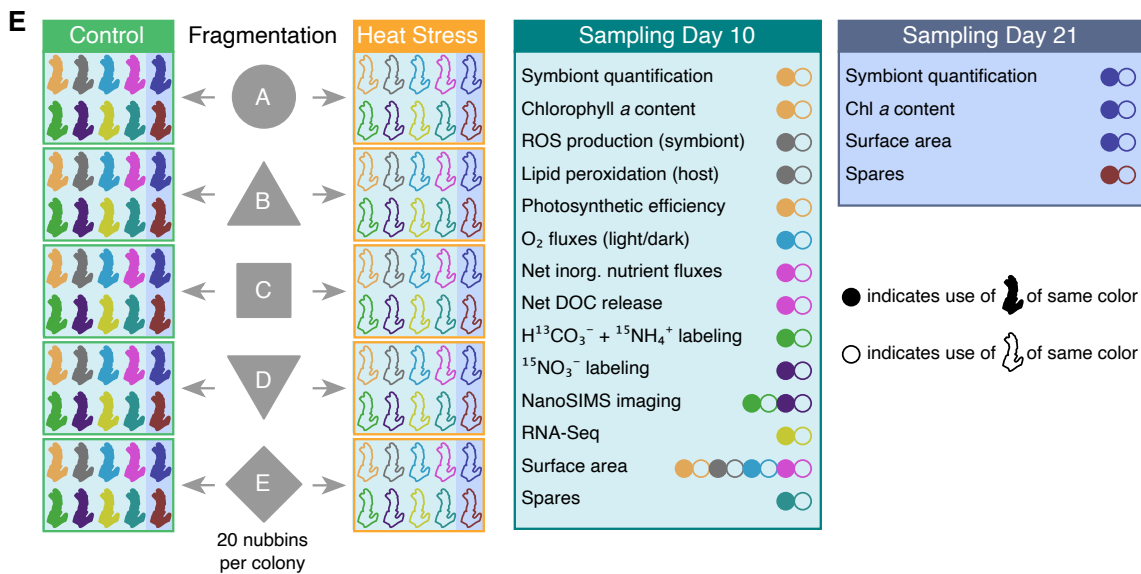 E
Control
Fragmentation
Heat Stress
A
B
C
D
E
20 nubbins
per colony
Sampling Day 10
Symbiont quantification
Chlorophyll a content
ROS production (symbiont)
Lipid peroxidation (host)
Photosynthetic efficiency
O₂ fluxes (light/dark)
Net inorg. nutrient fluxes
Net DOC release
H¹³CO₃⁻ + ¹⁵NH₄⁺ labeling
¹⁵NO₃⁻ labeling
NanoSIMS imaging
RNA-Seq
Surface area
Spares
Sampling Day 21
Symbiont quantification
Chl a content
Surface area
Spares
indicates use of of same color
indicates use of of same color